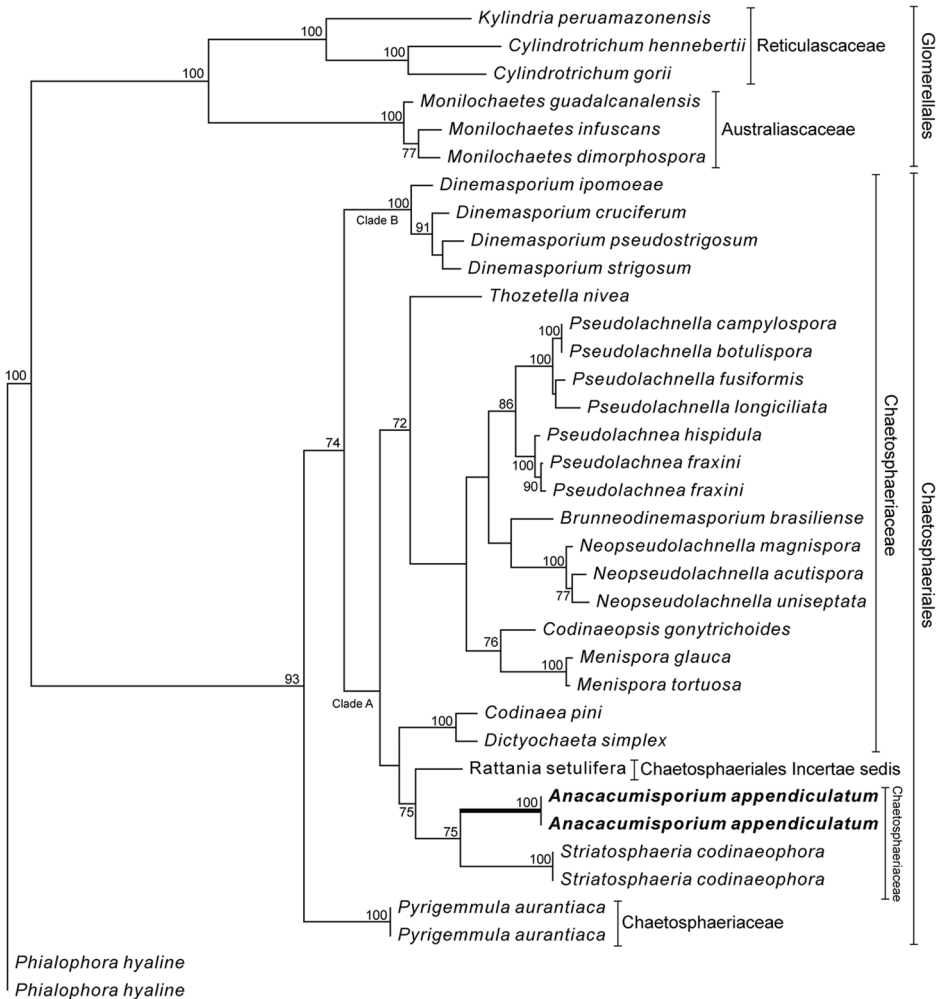 Kylindria peruamazonensis
100
Cylindrotrichum hennebertii
Reticulascaceae
100
Cylindrotrichum gorii
100
Monilochaetes guadalcanalensis
100
Monilochaetes infuscans
Australiascaceae
77
Monilochaetes dimorphospora
Glomerellales
Dinemasporium ipomoeae
100
Clade B
Dinemasporium cruciferum
91
Dinemasporium pseudostrigosum
Dinemasporium strigosum
Thozetella nivea
Pseudolachnella campylospora
100
Pseudolachnella botulispora
100
Pseudolachnella fusiformis
100
Pseudolachnella longiciliata
86
72
Pseudolachnea hispidula
74
Pseudolachnea fraxini
100
Pseudolachnea fraxini
90
Brunneodinemasporium brasiliense
Neopseudolachnella magnispora
100
Neopseudolachnella acutispora
77
Neopseudolachnella uniseptata
Codinaeopsis gonytrichoides
76
Menispora glauca
100
Menispora tortuosa
93
Clade A
Codinaea pini
100
Dictyochaeta simplex
Chaetosphaeriaceae
Chaetosphaeriales
Rattania setulifera
Chaetosphaeriales Incertae sedis
75
Anacacumisporium appendiculatum
100
Anacacumisporium appendiculatum
75
Striatosphaeria codinaeophora
100
Striatosphaeria codinaeophora
Chaetosphaeriaceae
Pyrigemmula aurantiaca
100
Chaetosphaeriaceae
Pyrigemmula aurantiaca
Phialophora hyaline
Phialophora hyaline